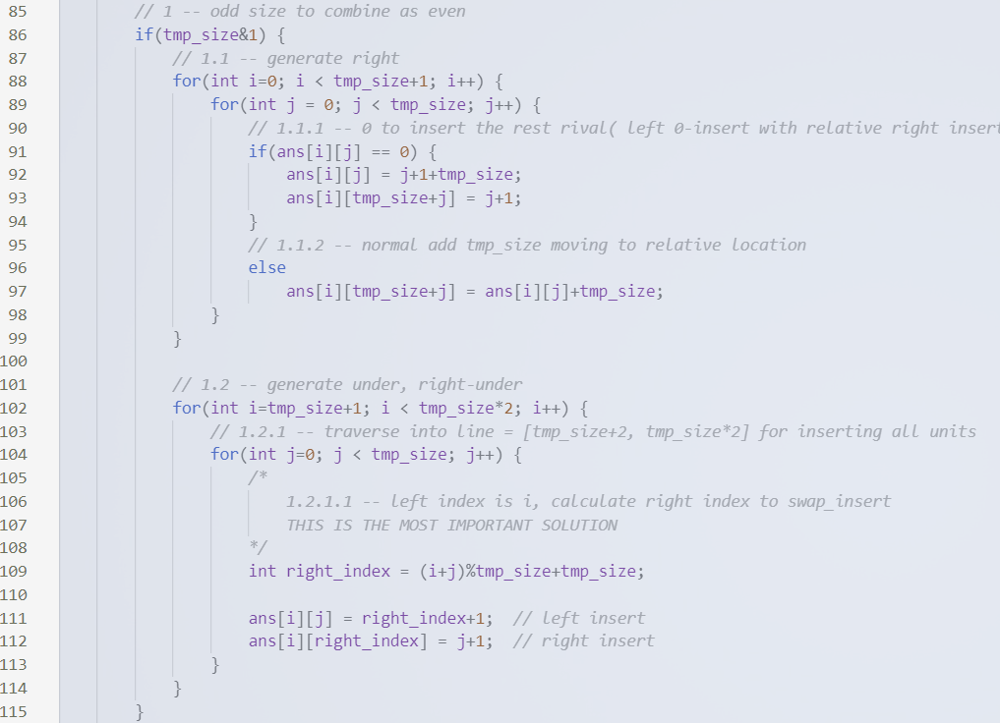 85 // 1 -- odd size to combine as even
86 if(tmp_size&1) {
87 // 1.1 -- generate right
88 for(int i=0; i < tmp_size+1; i++) {
89 for(int j = 0; j < tmp_size; j++) {
90 // 1.1.1 -- 0 to insert the rest rival( left 0-insert with relative right insert
91 if(ans[i][j] == 0) {
92 ans[i][j] = j+1+tmp_size;
93 ans[i][tmp_size+j] = j+1;
94 }
95 // 1.1.2 -- normal add tmp_size moving to relative location
96 else
97 ans[i][tmp_size+j] = ans[i][j]+tmp_size;
98 }
99 }
100
101 // 1.2 -- generate under, right-under
102 for(int i=tmp_size+1; i < tmp_size*2; i++) {
103 // 1.2.1 -- traverse into line = [tmp_size+2, tmp_size*2] for inserting all units
104 for(int j=0; j < tmp_size; j++) {
105 /*
106 1.2.1.1 -- left index is i, calculate right index to swap_insert
107 THIS IS THE MOST IMPORTANT SOLUTION
108 */
109 int right_index = (i+j)%tmp_size+tmp_size;
110
111 ans[i][j] = right_index+1; // left insert
112 ans[i][right_index] = j+1; // right insert
113 }
114 }
115 }